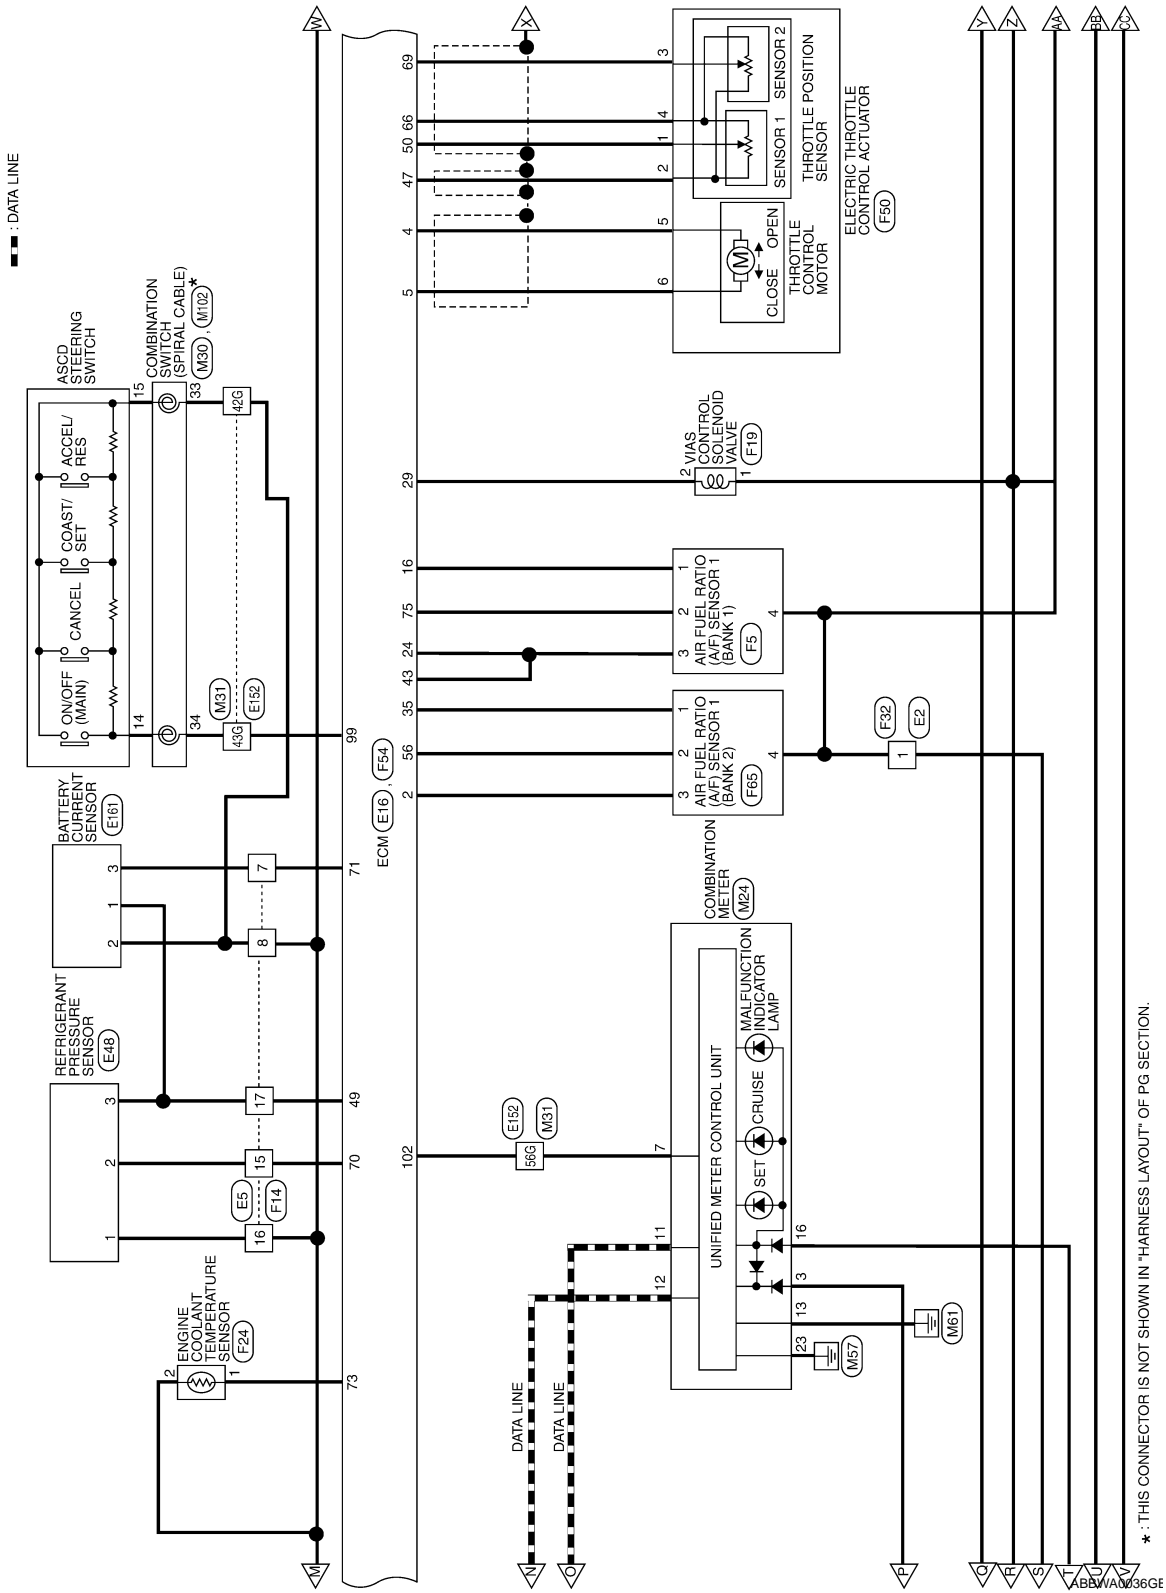 : DATA LINE
W
X
Y
Z
AA
BB
CC
ASCD
STEERING
SWITCH
ACCEL/
RES
COAST/
SET
CANCEL
ON/OFF
(MAIN)
15
14
COMBINATION
SWITCH
(SPIRAL CABLE)
M30 , M102 *
33
34
42G
43G
M31
E152
99
BATTERY
CURRENT
SENSOR
E161
3
1
2
7
8
71
REFRIGERANT
PRESSURE
SENSOR
E48
3
2
1
17
15
16
E5
F14
49
70
ENGINE
COOLANT
TEMPERATURE
SENSOR
F24
2
1
73
ECM E16 , F54
69
66
50
47
4
5
29
16
75
24
43
35
56
2
102
3
4
1
2
5
6
SENSOR 2
SENSOR 1
THROTTLE POSITION
SENSOR
OPEN
CLOSE
M
THROTTLE
CONTROL
MOTOR
ELECTRIC THROTTLE
CONTROL ACTUATOR
F50
2
1
VIAS
CONTROL
SOLENOID
VALVE
F19
1
2
3
4
AIR FUEL RATIO
(A/F) SENSOR 1
(BANK 1)
F5
1
2
3
4
AIR FUEL RATIO
(A/F) SENSOR 1
(BANK 2)
F65
F32
E2
1
COMBINATION
METER
M24
E152
M31
56G
7
11
12
UNIFIED METER CONTROL UNIT
MALFUNCTION
INDICATOR
LAMP
CRUISE
SET
16
3
13
23
M61
M57
DATA LINE
DATA LINE
M
N
O
P
Q
R
S
T
U
V
* : THIS CONNECTOR IS NOT SHOWN IN "HARNESS LAYOUT" OF PG SECTION.